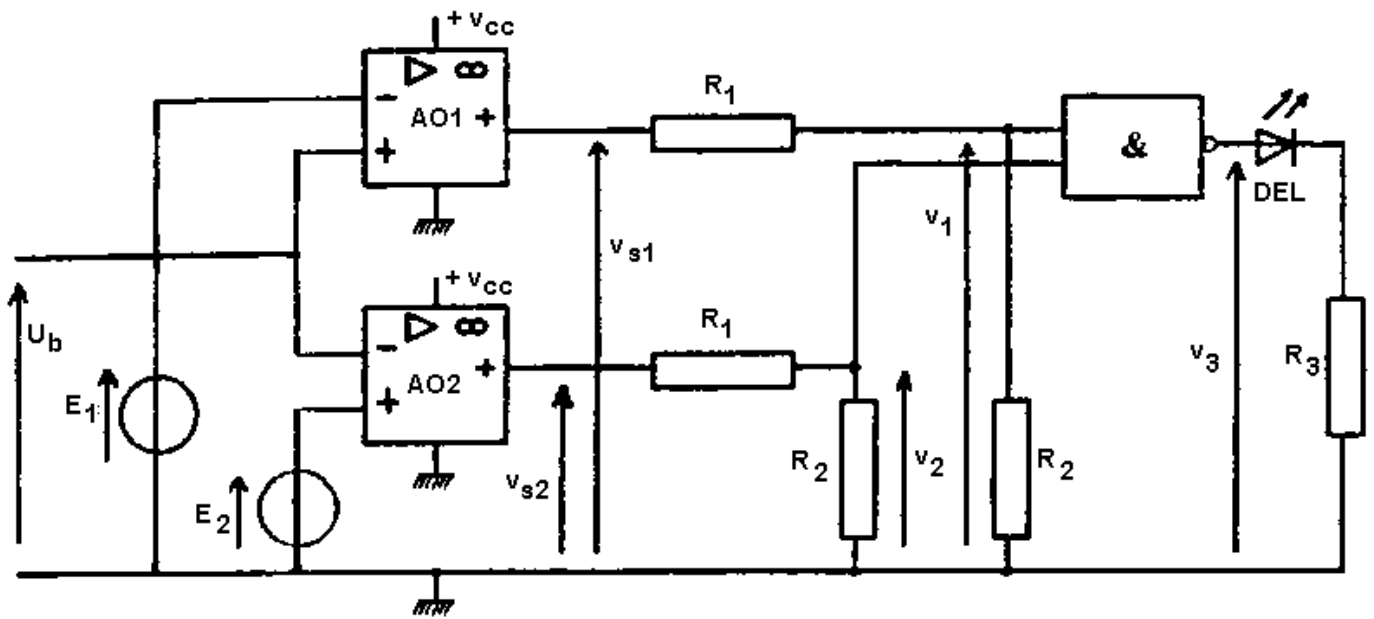 + Vcc
▷ ∞
-
AO1
+
+
R1
&
DEL
v1
vs1
+ Vcc
▷ ∞
-
AO2
+
+
R1
Ub
E1
E2
vs2
R2
v2
R2
v3
R3